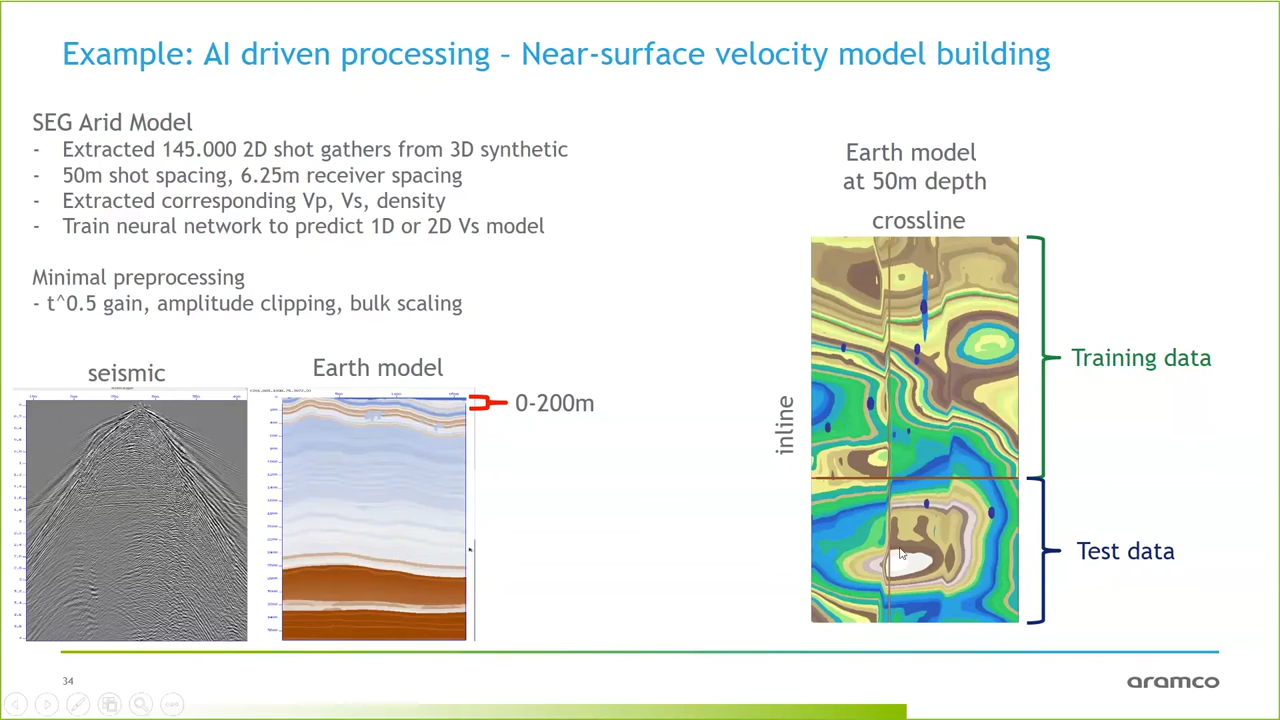 Example: AI driven processing – Near-surface velocity model building
SEG Arid Model
- Extracted 145.000 2D shot gathers from 3D synthetic
- 50m shot spacing, 6.25m receiver spacing
- Extracted corresponding Vp, Vs, density
- Train neural network to predict 1D or 2D Vs model
Minimal preprocessing
- t^0.5 gain, amplitude clipping, bulk scaling
seismic
Earth model
0-200m
Earth model
at 50m depth
crossline
inline
Training data
Test data
34
aramco